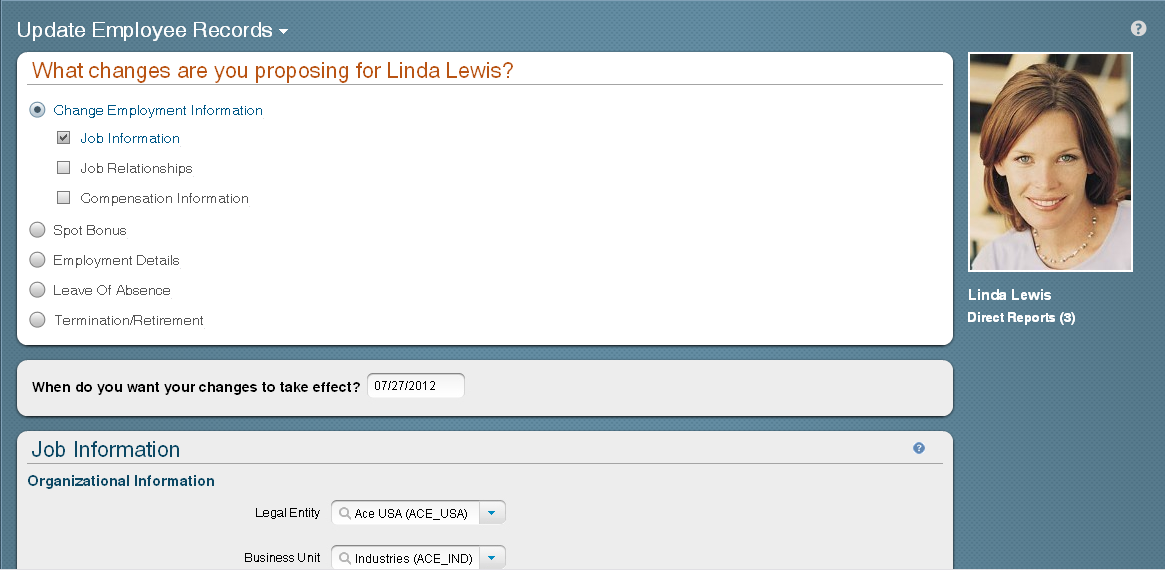 Update Employee Records
What changes are you proposing for Linda Lewis?
Change Employment Information
Job Information
Job Relationships
Compensation Information
Spot Bonus
Employment Details
Leave Of Absence
Termination/Retirement
Linda Lewis
Direct Reports (3)
When do you want your changes to take effect? 07/27/2012
Job Information
Organizational Information
Legal Entity Ace USA (ACE_USA)
Business Unit Industries (ACE_IND)